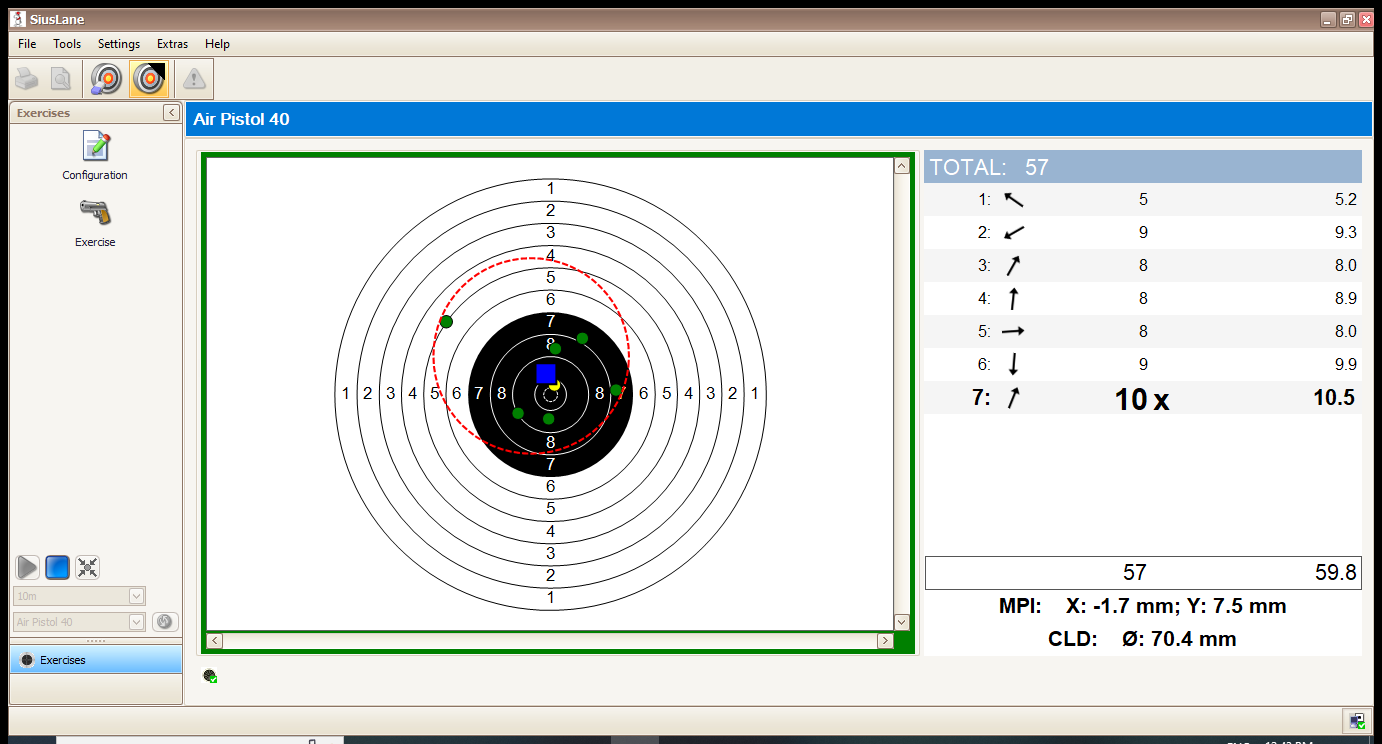 SiusLane
File Tools Settings Extras Help
Exercises
Configuration
Exercise
10m
Air Pistol 40
Exercises
Air Pistol 40
1
2
3
4
5
6
7
8
1 2 3 4 5 6 7 8 8 7 6 5 4 3 2 1
8
7
6
5
4
3
2
1
TOTAL: 57
1: 5 5.2
2: 9 9.3
3: 8 8.0
4: 8 8.9
5: 8 8.0
6: 9 9.9
7: 10 x 10.5
57 59.8
MPI: X: -1.7 mm; Y: 7.5 mm
CLD: Ø: 70.4 mm